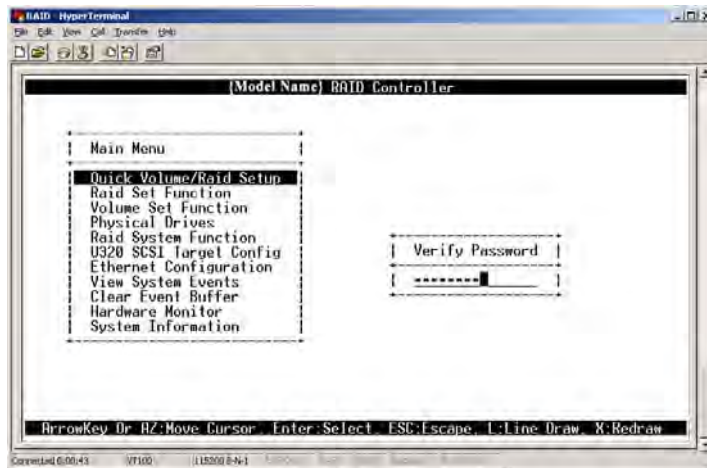 RAID - HyperTerminal
File Edit View Call Transfer Help
(Model Name) RAID Controller
Main Menu
Quick Volume/Raid Setup
Raid Set Function
Volume Set Function
Physical Drives
Raid System Function
U320 SCSI Target Config
Ethernet Configuration
View System Events
Clear Event Buffer
Hardware Monitor
System Information
Verify Password
********
ArrowKey Or AZ:Move Cursor, Enter:Select, ESC:Escape, L:Line Draw, X:Redraw
Connected 0:00:43 VT100 115200 8-N-1